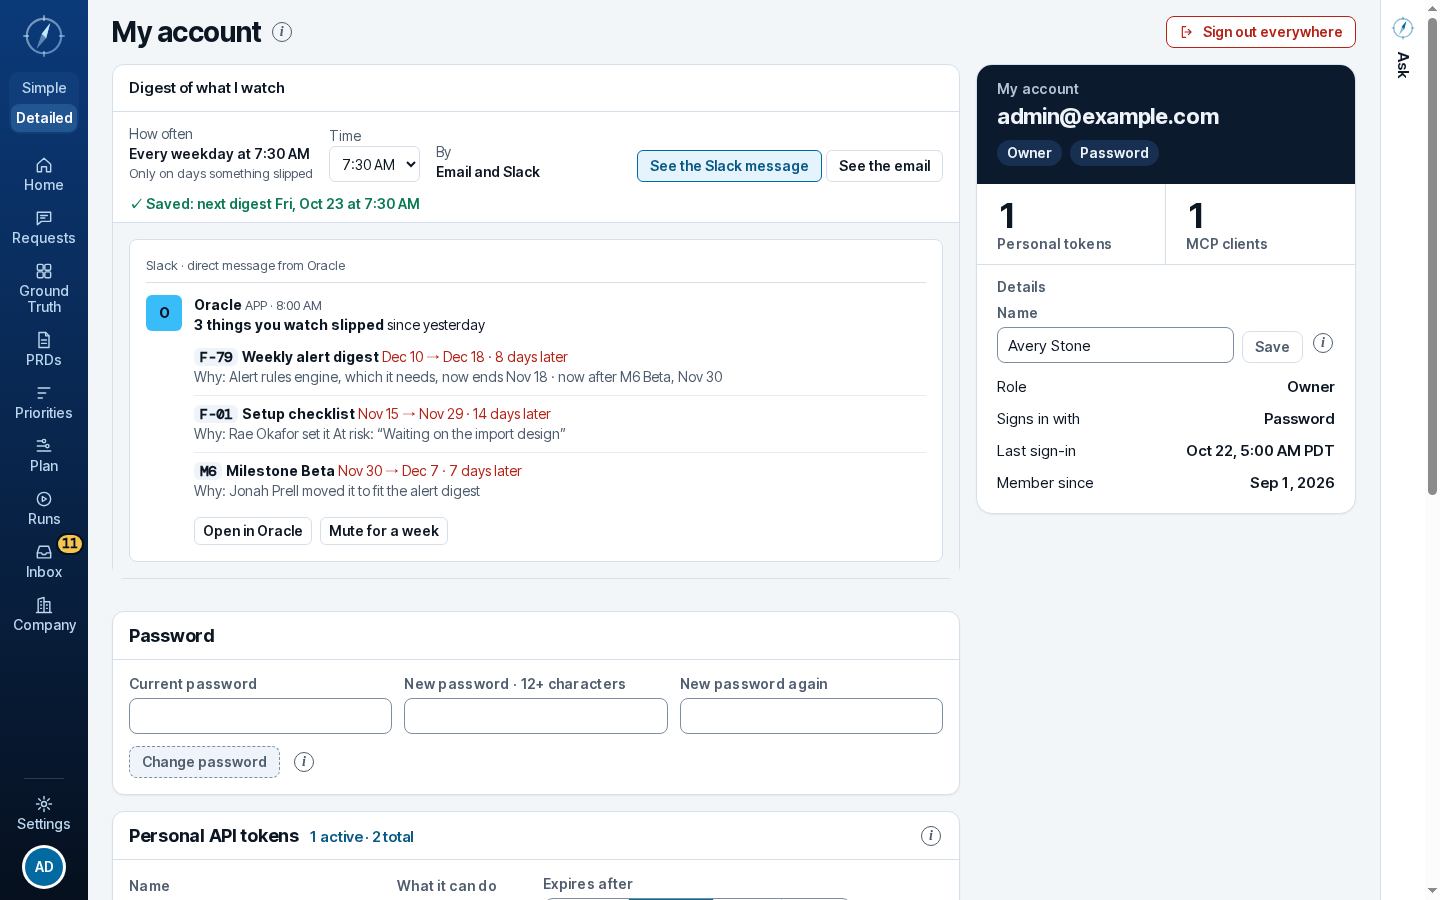 Simple
Detailed
Home
Requests
Ground
Truth
PRDs
Priorities
Plan
Runs
11
Inbox
Company
Settings
AD
My account i
Sign out everywhere
Digest of what I watch
How often
Every weekday at 7:30 AM
Only on days something slipped
Time
7:30 AM
By
Email and Slack
See the Slack message
See the email
✓ Saved: next digest Fri, Oct 23 at 7:30 AM
Slack · direct message from Oracle
O
Oracle APP · 8:00 AM
3 things you watch slipped since yesterday
F-79 Weekly alert digest Dec 10 → Dec 18 · 8 days later
Why: Alert rules engine, which it needs, now ends Nov 18 · now after M6 Beta, Nov 30
F-01 Setup checklist Nov 15 → Nov 29 · 14 days later
Why: Rae Okafor set it At risk: “Waiting on the import design”
M6 Milestone Beta Nov 30 → Dec 7 · 7 days later
Why: Jonah Prell moved it to fit the alert digest
Open in Oracle
Mute for a week
Password
Current password
New password · 12+ characters
New password again
Change password i
Personal API tokens 1 active · 2 total i
Name
What it can do
Expires after
My account
admin@example.com
Owner
Password
1
Personal tokens
1
MCP clients
Details
Name
Avery Stone
Save
i
Role Owner
Signs in with Password
Last sign-in Oct 22, 5:00 AM PDT
Member since Sep 1, 2026
Ask